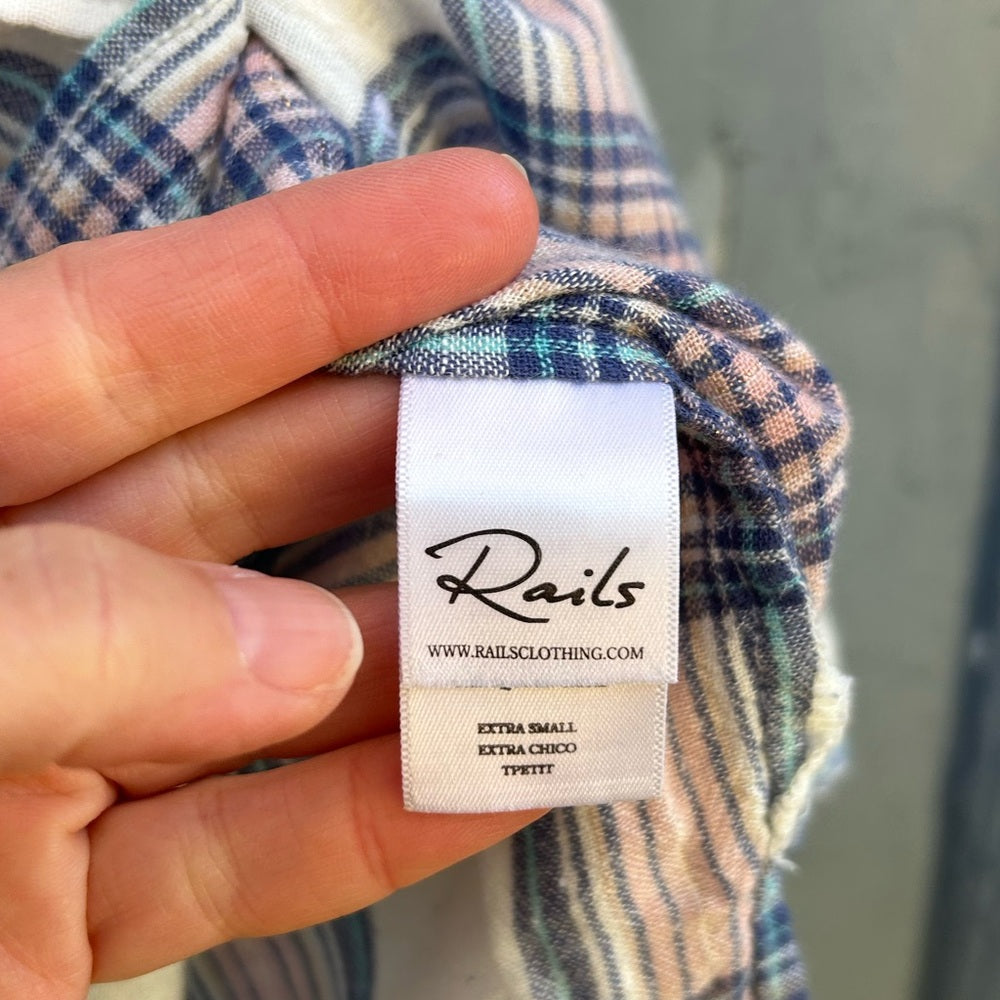 Rails
WWW.RAILSCLOTHING.COM
EXTRA SMALL
EXTRA CHICO
TPETIT